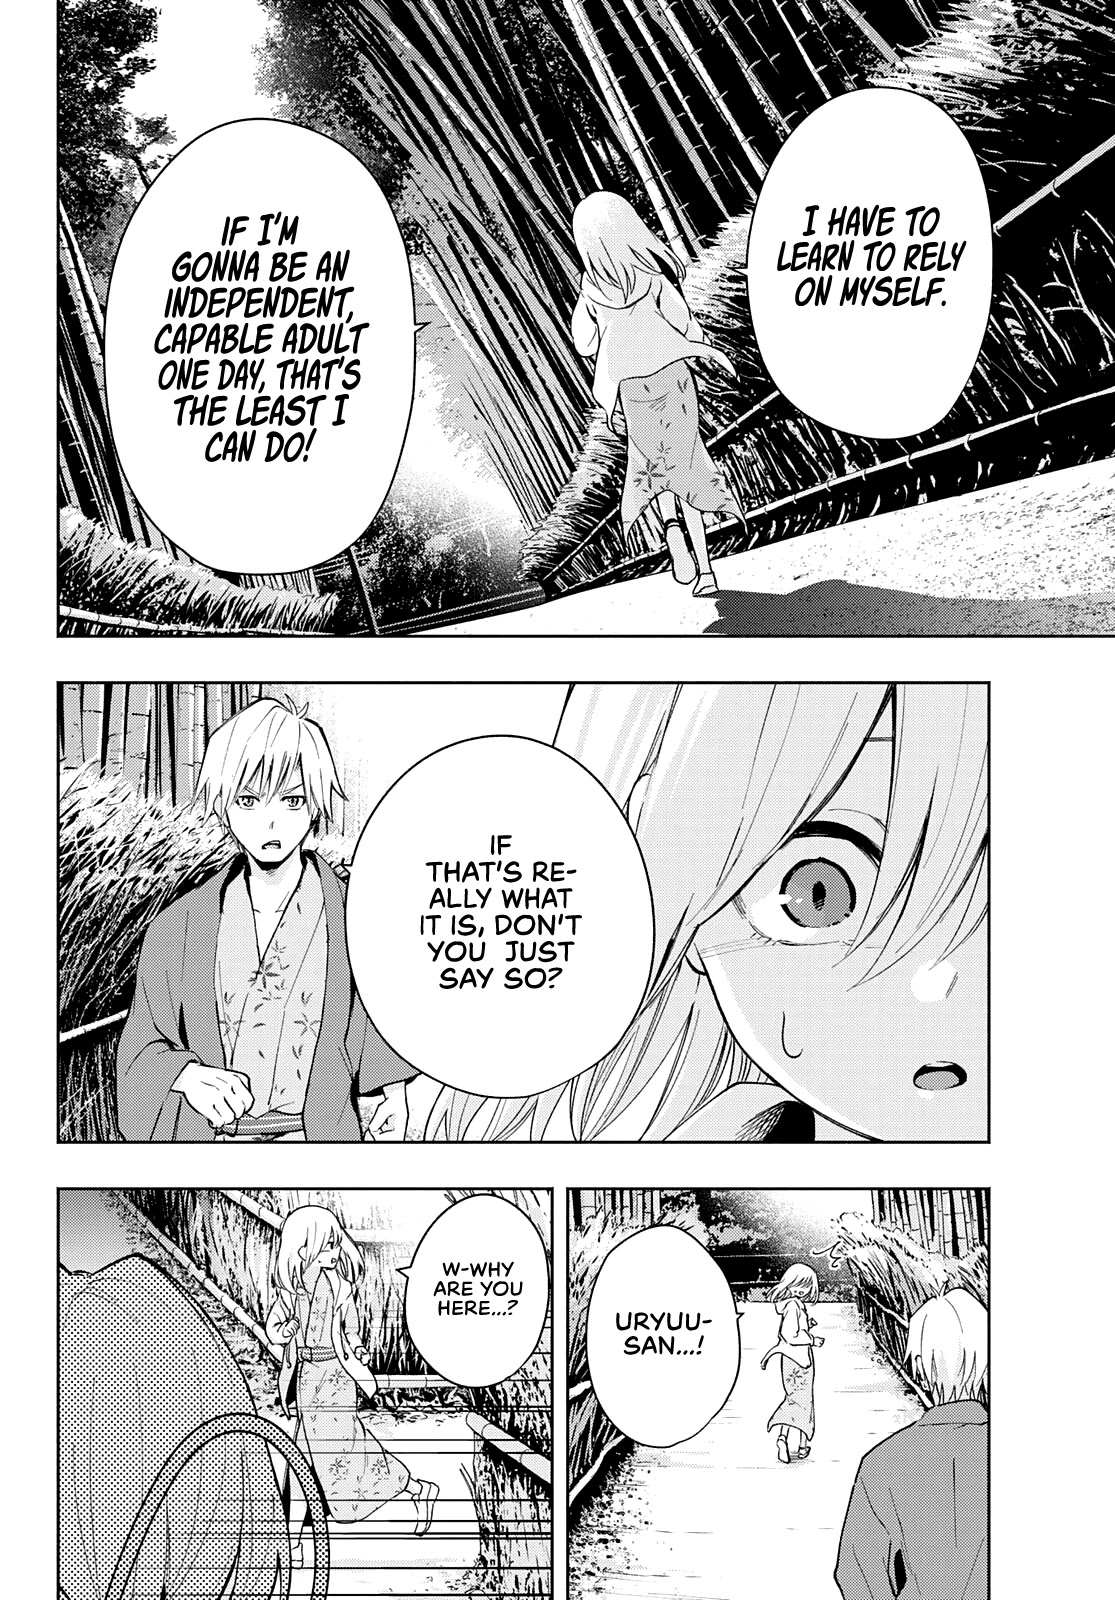 I HAVE TO
LEARN TO RELY
ON MYSELF.
IF I'M
GONNA BE AN
INDEPENDENT,
CAPABLE ADULT
ONE DAY, THAT'S
THE LEAST I
CAN DO!
IF
THAT'S RE-
ALLY WHAT
IT IS, DON'T
YOU JUST
SAY SO?
URYUU-
SAN...!
W-WHY
ARE YOU
HERE...?